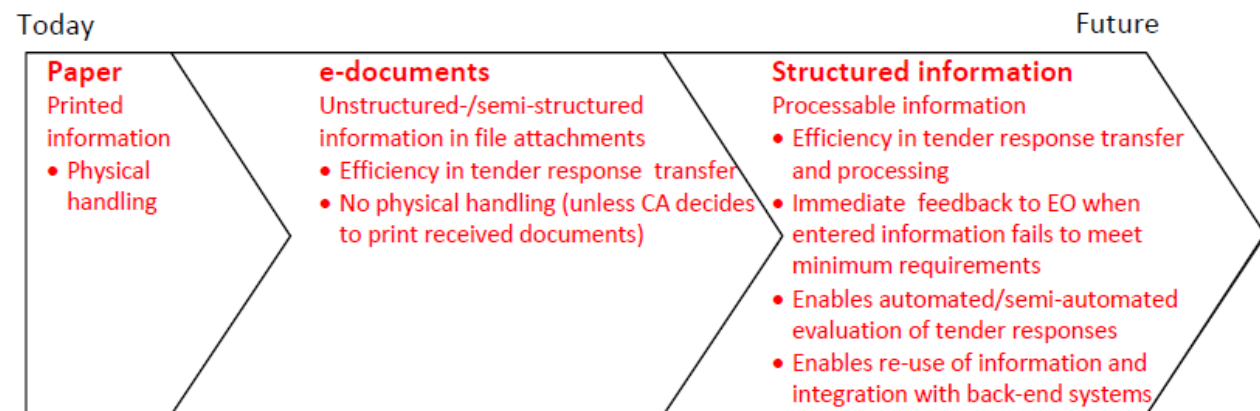 Today
Future
Paper
Printed
information
• Physical
handling
e-documents
Unstructured-/semi-structured
information in file attachments
• Efficiency in tender response transfer
• No physical handling (unless CA decides
to print received documents)
Structured information
Processable information
• Efficiency in tender response transfer
and processing
• Immediate feedback to EO when
entered information fails to meet
minimum requirements
• Enables automated/semi-automated
evaluation of tender responses
• Enables re-use of information and
integration with back-end systems